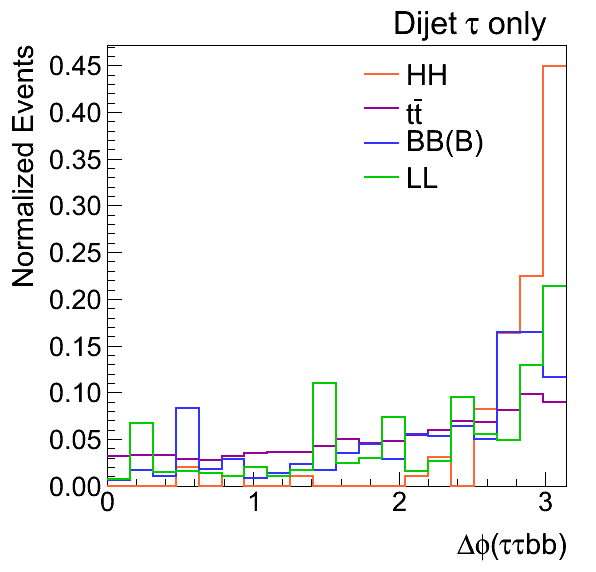 Dijet τ only
Normalized Events
0.45
0.40
0.35
0.30
0.25
0.20
0.15
0.10
0.05
0.00
HH
tt̄
BB(B)
LL
0 1 2 3
Δϕ(ττbb)